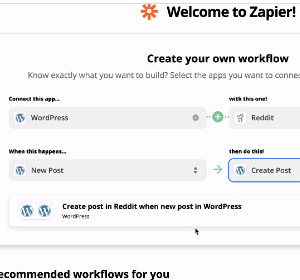 Welcome to Zapier!
Create your own workflow
Know exactly what you want to build? Select the apps you want to connec
Connect this app... with this one!
WordPress Reddit
When this happens... then do this!
New Post Create Post
Create post in Reddit when new post in WordPress
WordPress
ecommended workflows for you